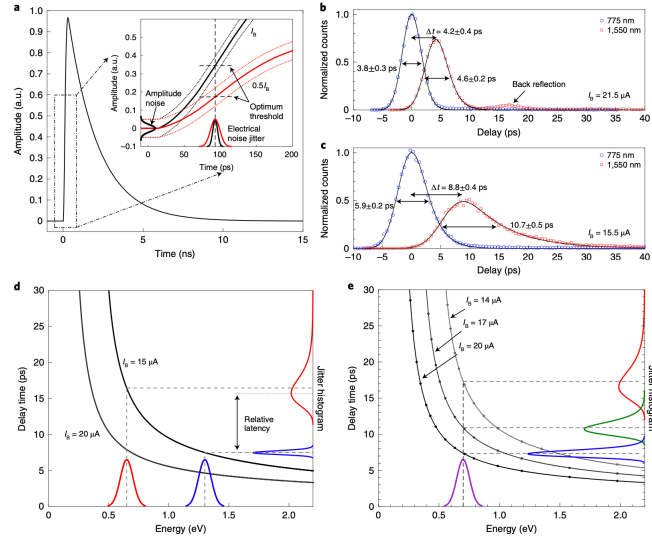 a
Amplitude (a.u.)
1.0
0.9
0.8
0.7
0.6
0.5
0.4
0.3
0.2
0.1
0
0
5
10
15
Time (ns)
Amplitude (a.u.)
0.5
0.4
0.3
0.2
0.1
0
−0.1
0
50
100
150
200
Time (ps)
I_B
Amplitude
noise
0.5I_B
Optimum
threshold
Electrical
noise jitter
b
Normalized counts
1.0
0.5
0
−10
−5
0
5
10
15
20
25
30
35
40
Delay (ps)
Δt = 4.2±0.4 ps
3.8±0.3 ps
4.6±0.2 ps
Back reflection
775 nm
1,550 nm
I_B = 21.5 μA
c
Normalized counts
1.0
0.5
0
−10
−5
0
5
10
15
20
25
30
35
40
Delay (ps)
Δt = 8.8±0.4 ps
5.9±0.2 ps
10.7±0.5 ps
775 nm
1,550 nm
I_B = 15.5 μA
d
Delay time (ps)
30
25
20
15
10
5
0
0
0.5
1.0
1.5
2.0
Energy (eV)
I_B = 15 μA
I_B = 20 μA
Relative
latency
Jitter histogram
e
Delay time (ps)
30
25
20
15
10
5
0
0
0.5
1.0
1.5
2.0
Energy (eV)
I_B = 14 μA
I_B = 17 μA
I_B = 20 μA
Jitter histogram